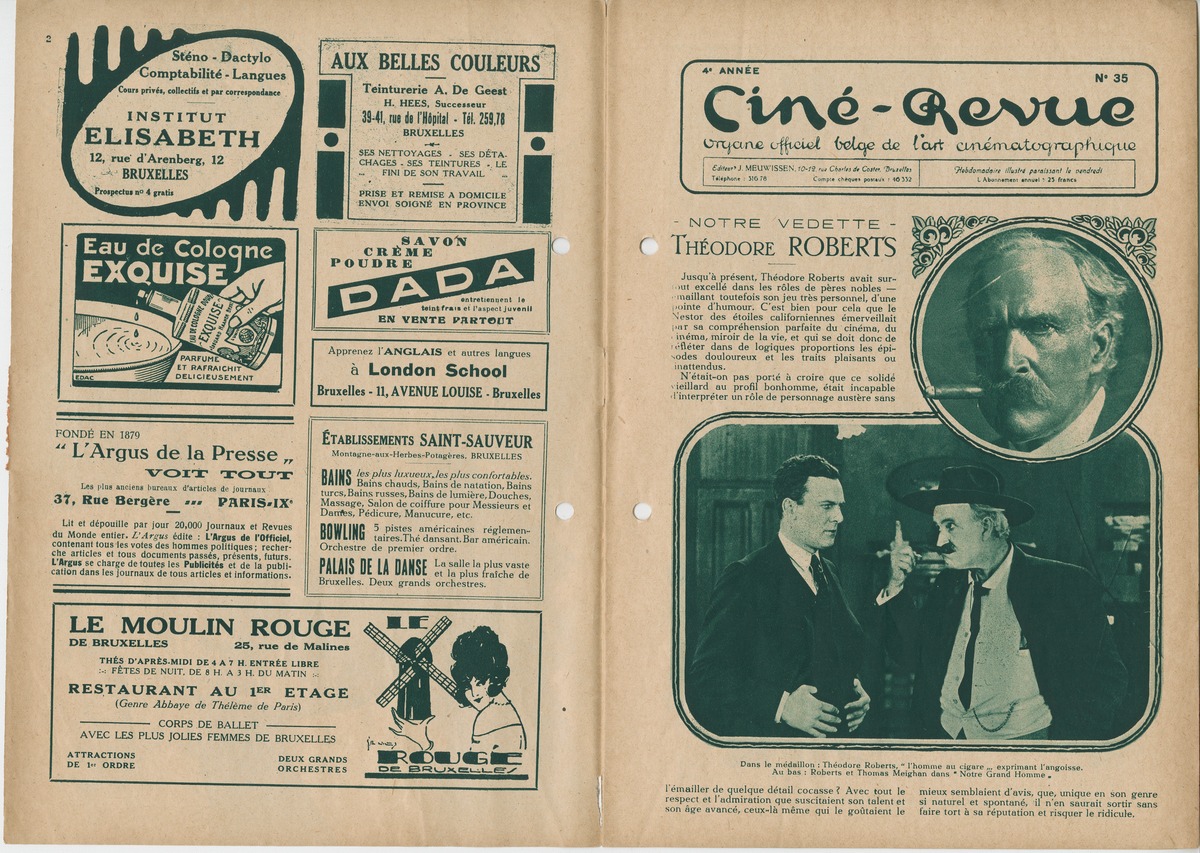 2
Sténo - Dactylo
Comptabilité - Langues
Cours privés, collectifs et par correspondance
INSTITUT
ELISABETH
12, rue d'Arenberg, 12
BRUXELLES
Prospectus nº 4 gratis
AUX BELLES COULEURS
Teinturerie A. De Geest
H. HEES, Successeur
39-41, rue de l'Hôpital - Tél. 259,78
BRUXELLES
SES NETTOYAGES - SES DÉTA-
CHAGES - SES TEINTURES - LE
FINI DE SON TRAVAIL
PRISE ET REMISE A DOMICILE
ENVOI SOIGNÉ EN PROVINCE
Eau de Cologne
EXQUISE
EAU DE COLOGNE DOUBLE
EXQUISE
PARFUME
ET RAFRAICHIT
DELICIEUSEMENT
EDAC
SAVON
CRÈME
POUDRE
DADA
entretiennent le
teint frais et l'aspect juvenil
EN VENTE PARTOUT
Apprenez l'ANGLAIS et autres langues
à London School
Bruxelles - 11, AVENUE LOUISE - Bruxelles
FONDÉ EN 1879
"L'Argus de la Presse„
VOIT TOUT
Les plus anciens bureaux d'articles de journaux
37, Rue Bergère --- PARIS-IXᵉ
Lit et dépouille par jour 20,000 Journaux et Revues
du Monde entier. L'Argus édite : L'Argus de l'Officiel,
contenant tous les votes des hommes politiques ; recher-
che articles et tous documents passés, présents, futurs.
L'Argus se charge de toutes les Publicités et de la publi-
cation dans les journaux de tous articles et informations.
ÉTABLISSEMENTS SAINT-SAUVEUR
Montagne-aux-Herbes-Potagères, BRUXELLES
BAINS les plus luxueux, les plus confortables.
Bains chauds, Bains de natation, Bains
turcs, Bains russes, Bains de lumière, Douches,
Massage, Salon de coiffure pour Messieurs et
Dames, Pédicure, Manucure, etc.
BOWLING 5 pistes américaines réglemen-
taires. Thé dansant. Bar américain.
Orchestre de premier ordre.
PALAIS DE LA DANSE La salle la plus vaste
et la plus fraîche de
Bruxelles. Deux grands orchestres.
LE MOULIN ROUGE
DE BRUXELLES 25, rue de Malines
THÉS D'APRÈS-MIDI DE 4 A 7 H. ENTRÉE LIBRE
:-: FÊTES DE NUIT, DE 8 H. A 3 H. DU MATIN :-:
RESTAURANT AU 1ER ETAGE
(Genre Abbaye de Thélème de Paris)
CORPS DE BALLET
AVEC LES PLUS JOLIES FEMMES DE BRUXELLES
ATTRACTIONS
DE 1ᵉʳ ORDRE
DEUX GRANDS
ORCHESTRES
LE
ROUGE
DE BRUXELLES
4ᵉ ANNÉE
Nº 35
Ciné-Revue
Organe officiel belge de l'art cinématographique
Editeurˢ J. MEUWISSEN, 10-12, rue Charles de Coster, Bruxelles
Téléphone : 316.78 Compte chèques postaux : 46 332
Hebdomadaire illustré paraissant le vendredi
L'Abonnement annuel : 25 francs
- NOTRE VEDETTE -
THÉODORE ROBERTS
Jusqu'à présent, Théodore Roberts avait sur-
tout excellé dans les rôles de pères nobles —
émaillant toutefois son jeu très personnel, d'une
pointe d'humour. C'est bien pour cela que le
Nestor des étoiles californiennes émerveillait
par sa compréhension parfaite du cinéma, du
cinéma, miroir de la vie, et qui se doit donc de
refléter dans de logiques proportions les épi-
sodes douloureux et les traits plaisants ou
inattendus.
N'était-on pas porté à croire que ce solide
vieillard au profil bonhomme, était incapable
d'interpréter un rôle de personnage austère sans
Dans le médaillon : Théodore Roberts, "l'homme au cigare„, exprimant l'angoisse.
Au bas : Roberts et Thomas Meighan dans "Notre Grand Homme„
l'émailler de quelque détail cocasse ? Avec tout le
respect et l'admiration que suscitaient son talent et
son âge avancé, ceux-là même qui le goûtaient le
mieux semblaient d'avis, que, unique en son genre
si naturel et spontané, il n'en saurait sortir sans
faire tort à sa réputation et risquer le ridicule.